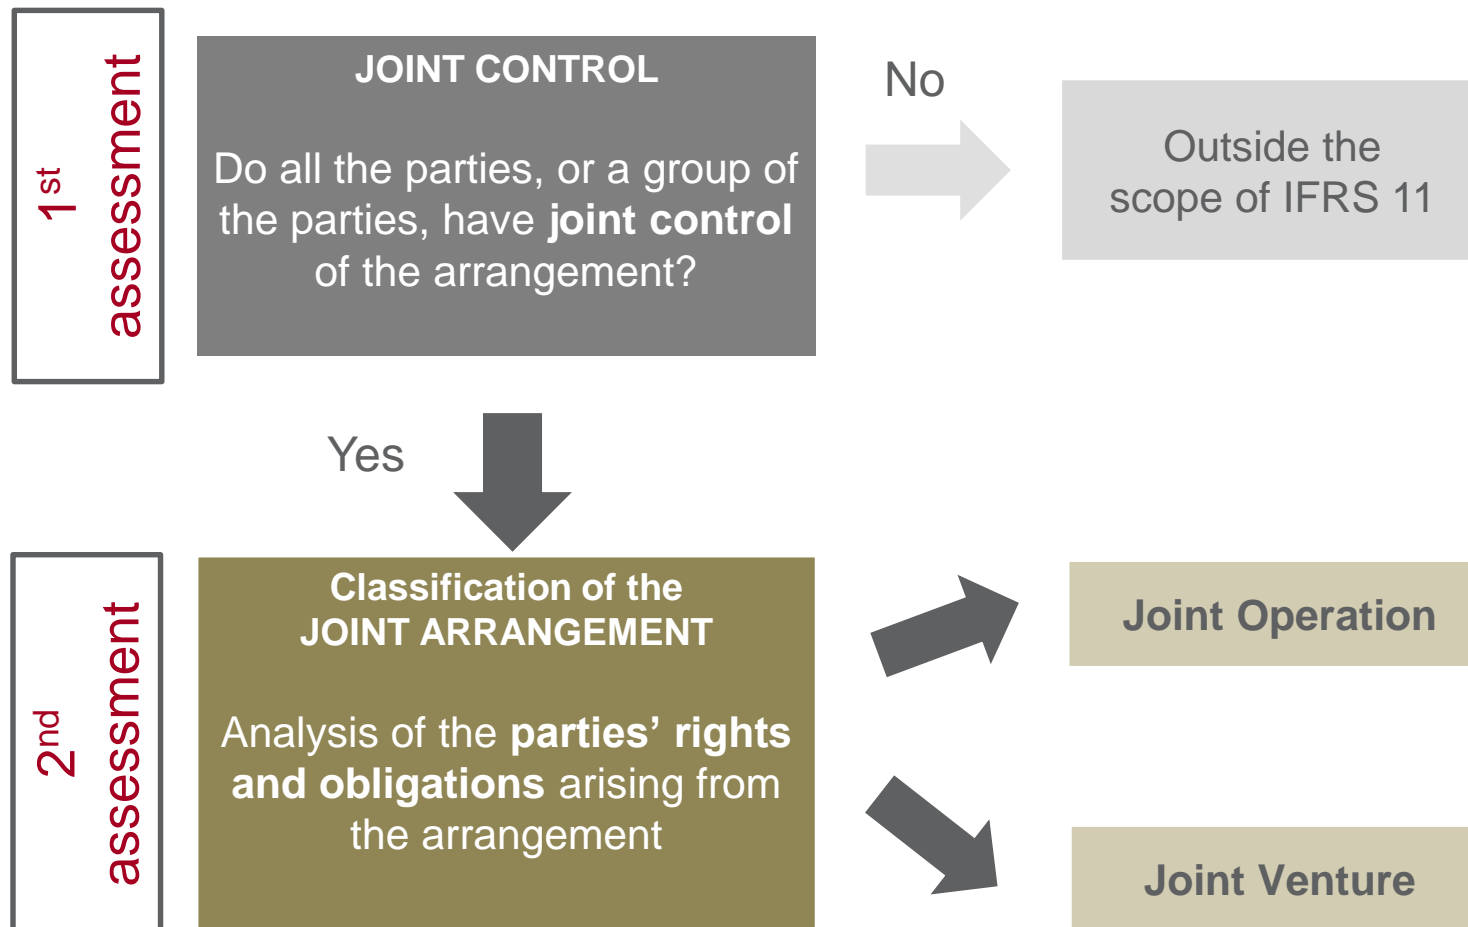 1st
assessment
JOINT CONTROL
Do all the parties, or a group of
the parties, have joint control
of the arrangement?
No
Outside the
scope of IFRS 11
Yes
2nd
assessment
Classification of the
JOINT ARRANGEMENT
Analysis of the parties’ rights
and obligations arising from
the arrangement
Joint Operation
Joint Venture